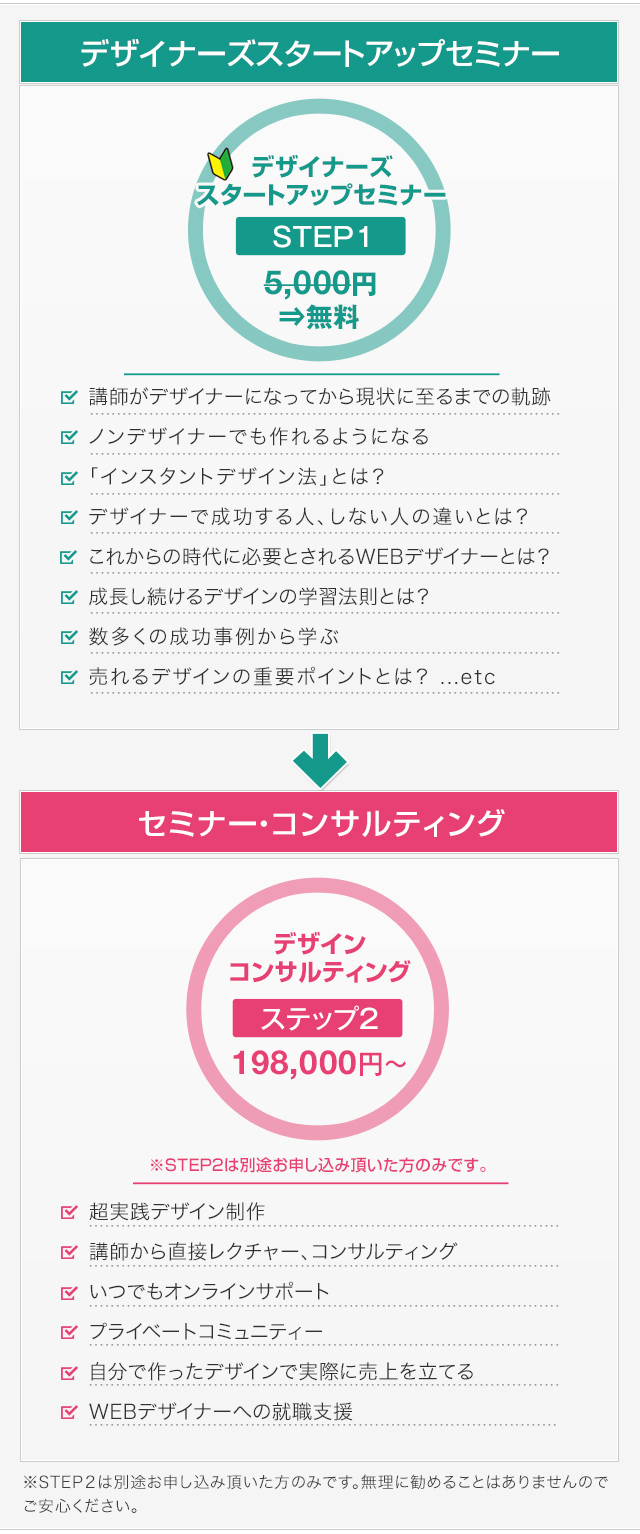 デザイナーズスタートアップセミナー
デザイナーズ
スタートアップセミナー
STEP1
5,000円
⇒無料
講師がデザイナーになってから現状に至るまでの軌跡
ノンデザイナーでも作れるようになる
「インスタントデザイン法」とは？
デザイナーで成功する人、しない人の違いとは？
これからの時代に必要とされるWEBデザイナーとは？
成長し続けるデザインの学習法則とは？
数多くの成功事例から学ぶ
売れるデザインの重要ポイントとは？ …etc
セミナー・コンサルティング
デザイン
コンサルティング
ステップ2
198,000円〜
※STEP2は別途お申し込み頂いた方のみです。
超実践デザイン制作
講師から直接レクチャー、コンサルティング
いつでもオンラインサポート
プライベートコミュニティー
自分で作ったデザインで実際に売上を立てる
WEBデザイナーへの就職支援
※STEP2は別途お申し込み頂いた方のみです。無理に勧めることはありませんので
ご安心ください。